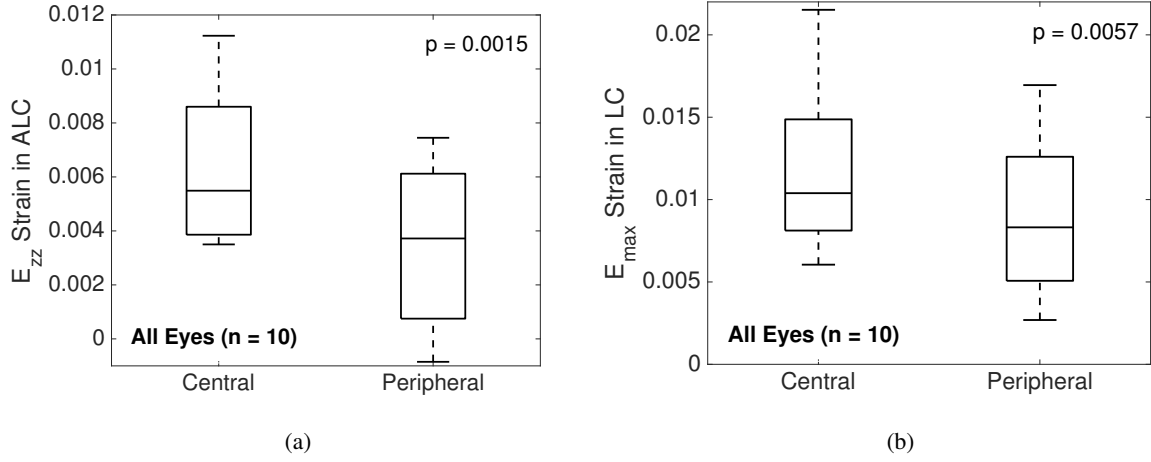 0.012
0.01
0.008
0.006
0.004
0.002
0
E_zz Strain in ALC
p = 0.0015
All Eyes (n = 10)
Central Peripheral
(a)
0.02
0.015
0.01
0.005
0
E_max Strain in LC
p = 0.0057
All Eyes (n = 10)
Central Peripheral
(b)